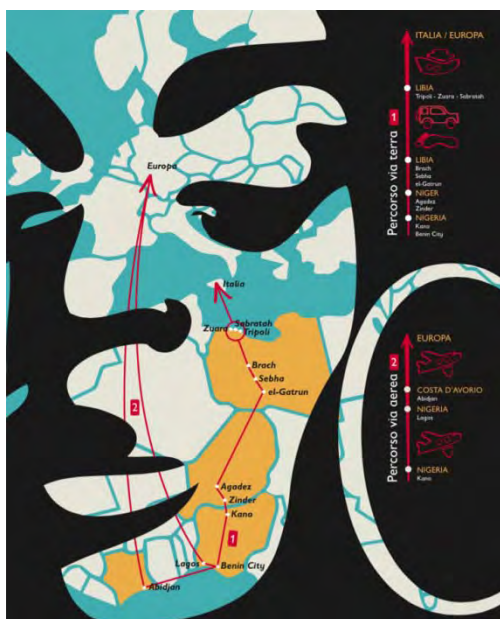 Europa
Italia
Sabratah
Zuara
Tripoli
Brach
Sebha
el-Gatrun
2
Agadez
Zinder
Kano
1
Lagos
Benin City
Abidjan
Percorso via terra 1
ITALIA / EUROPA
LIBIA
Tripoli - Zuara - Sabratah
LIBIA
Brach
Sebha
el-Gatrun
NIGER
Agadez
Zinder
NIGERIA
Kano
Benin City
Percorso via aerea 2
EUROPA
COSTA D'AVORIO
Abidjan
NIGERIA
Lagos
NIGERIA
Kano